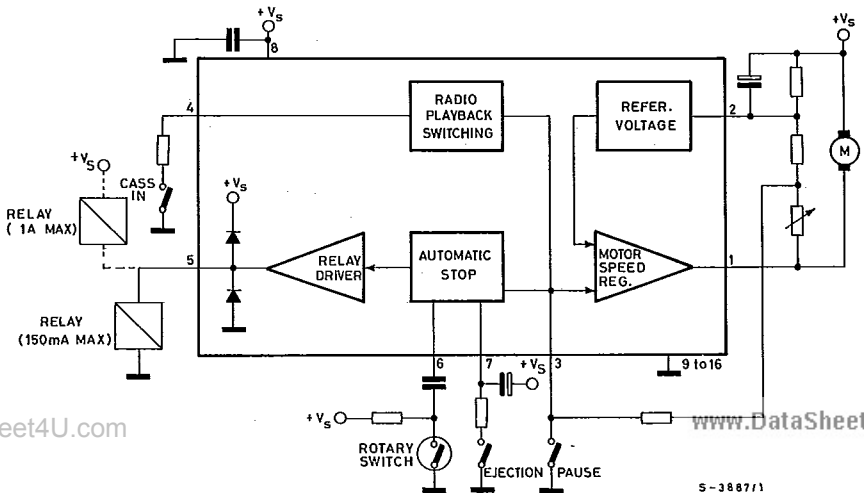 +Vs
8
+Vs
4
RADIO
PLAYBACK
SWITCHING
REFER.
VOLTAGE
2
M
+Vs
CASS
IN
+Vs
RELAY
( 1A MAX)
5
RELAY
DRIVER
AUTOMATIC
STOP
MOTOR
SPEED
REG.
1
RELAY
(150mA MAX)
6
7
+Vs
3
9 to 16
+Vs
eet4U.com
www.DataSheet
ROTARY
SWITCH
EJECTION
PAUSE
S-3887/1